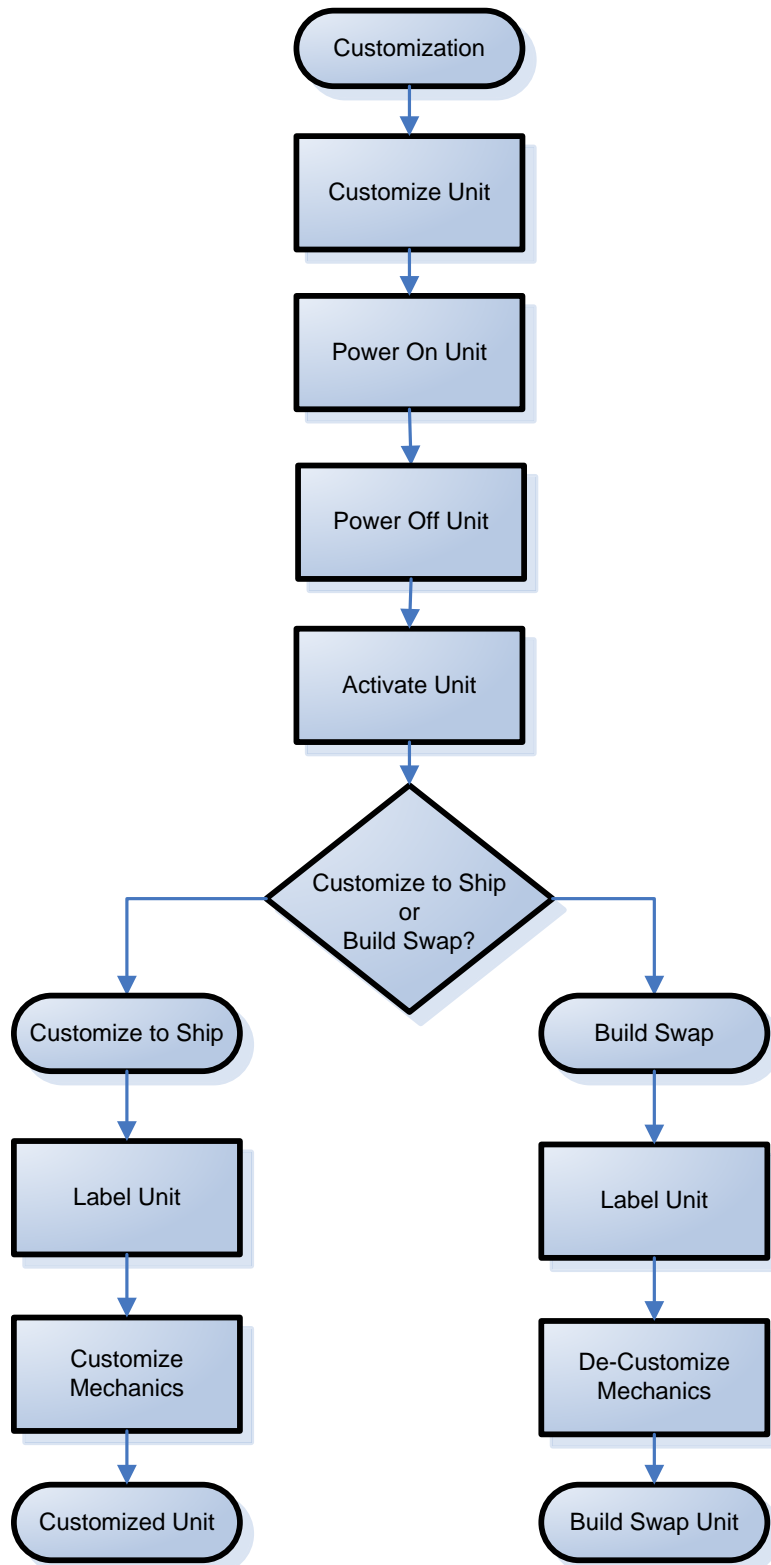 Customization
Customize Unit
Power On Unit
Power Off Unit
Activate Unit
Customize to Ship
or
Build Swap?
Customize to Ship
Build Swap
Label Unit
Label Unit
Customize
Mechanics
De-Customize
Mechanics
Customized Unit
Build Swap Unit